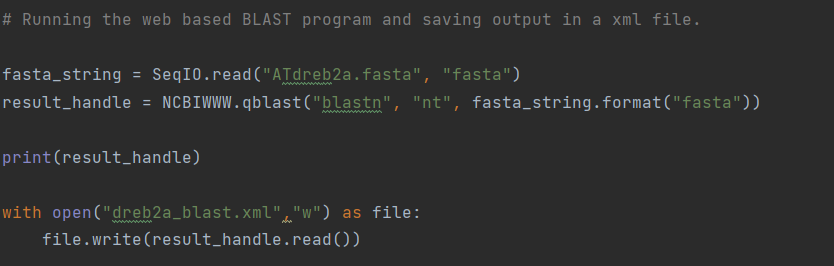 # Running the web based BLAST program and saving output in a xml file.
fasta_string = SeqIO.read("ATdreb2a.fasta", "fasta")
result_handle = NCBIWWW.qblast("blastn", "nt", fasta_string.format("fasta"))
print(result_handle)
with open("dreb2a_blast.xml","w") as file:
    file.write(result_handle.read())